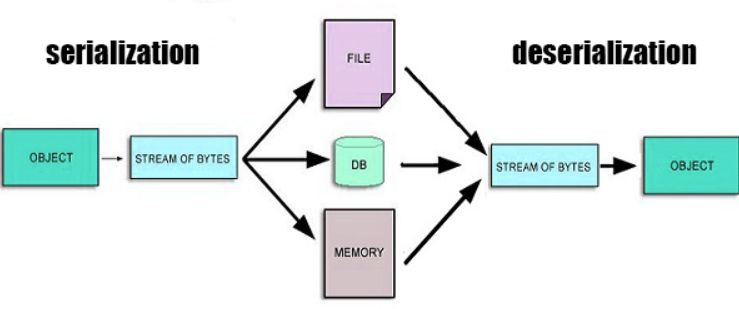 serialization
deserialization
FILE
OBJECT
STREAM OF BYTES
DB
STREAM OF BYTES
OBJECT
MEMORY